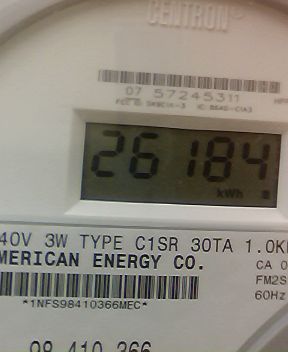 CENTRON®
07 57245311
26184
kWh
40V 3W TYPE C1SR 30TA 1.0K
MERICAN ENERGY CO.
CA 0
FM2S
60Hz
*1NFS98410366MEC*
98 410 366